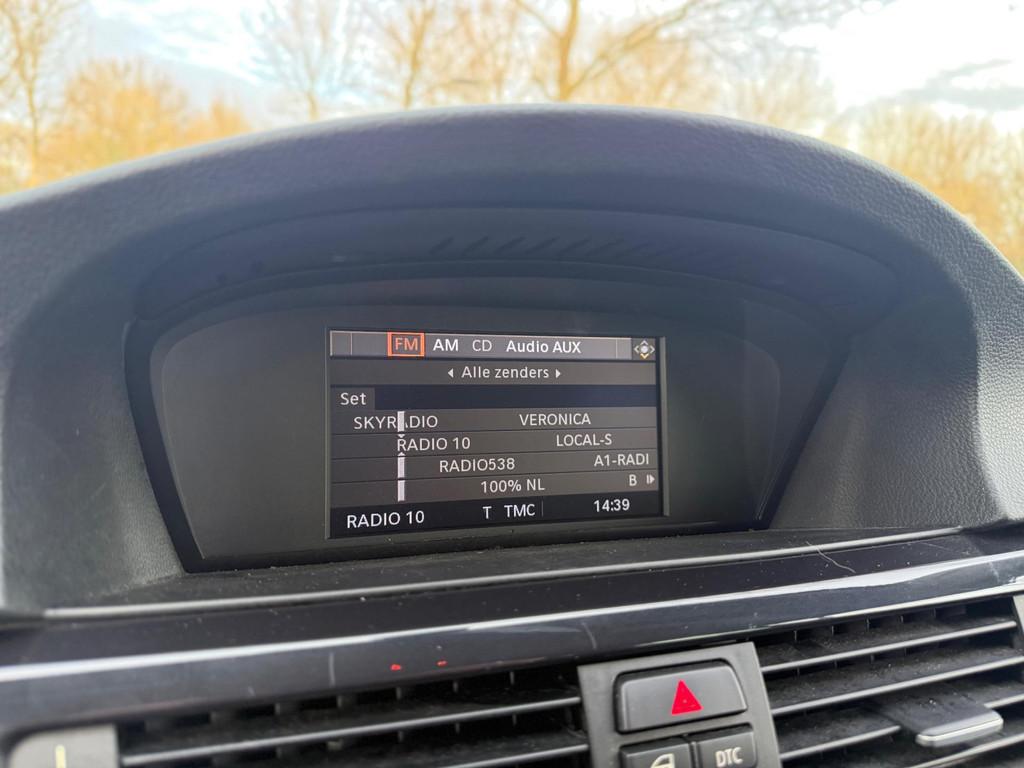 FM AM CD Audio AUX
Alle zenders
Set
SKYRADIO VERONICA
RADIO 10 LOCAL-S
RADIO538 A1-RADI
100% NL B
RADIO 10 T TMC 14:39
DTC